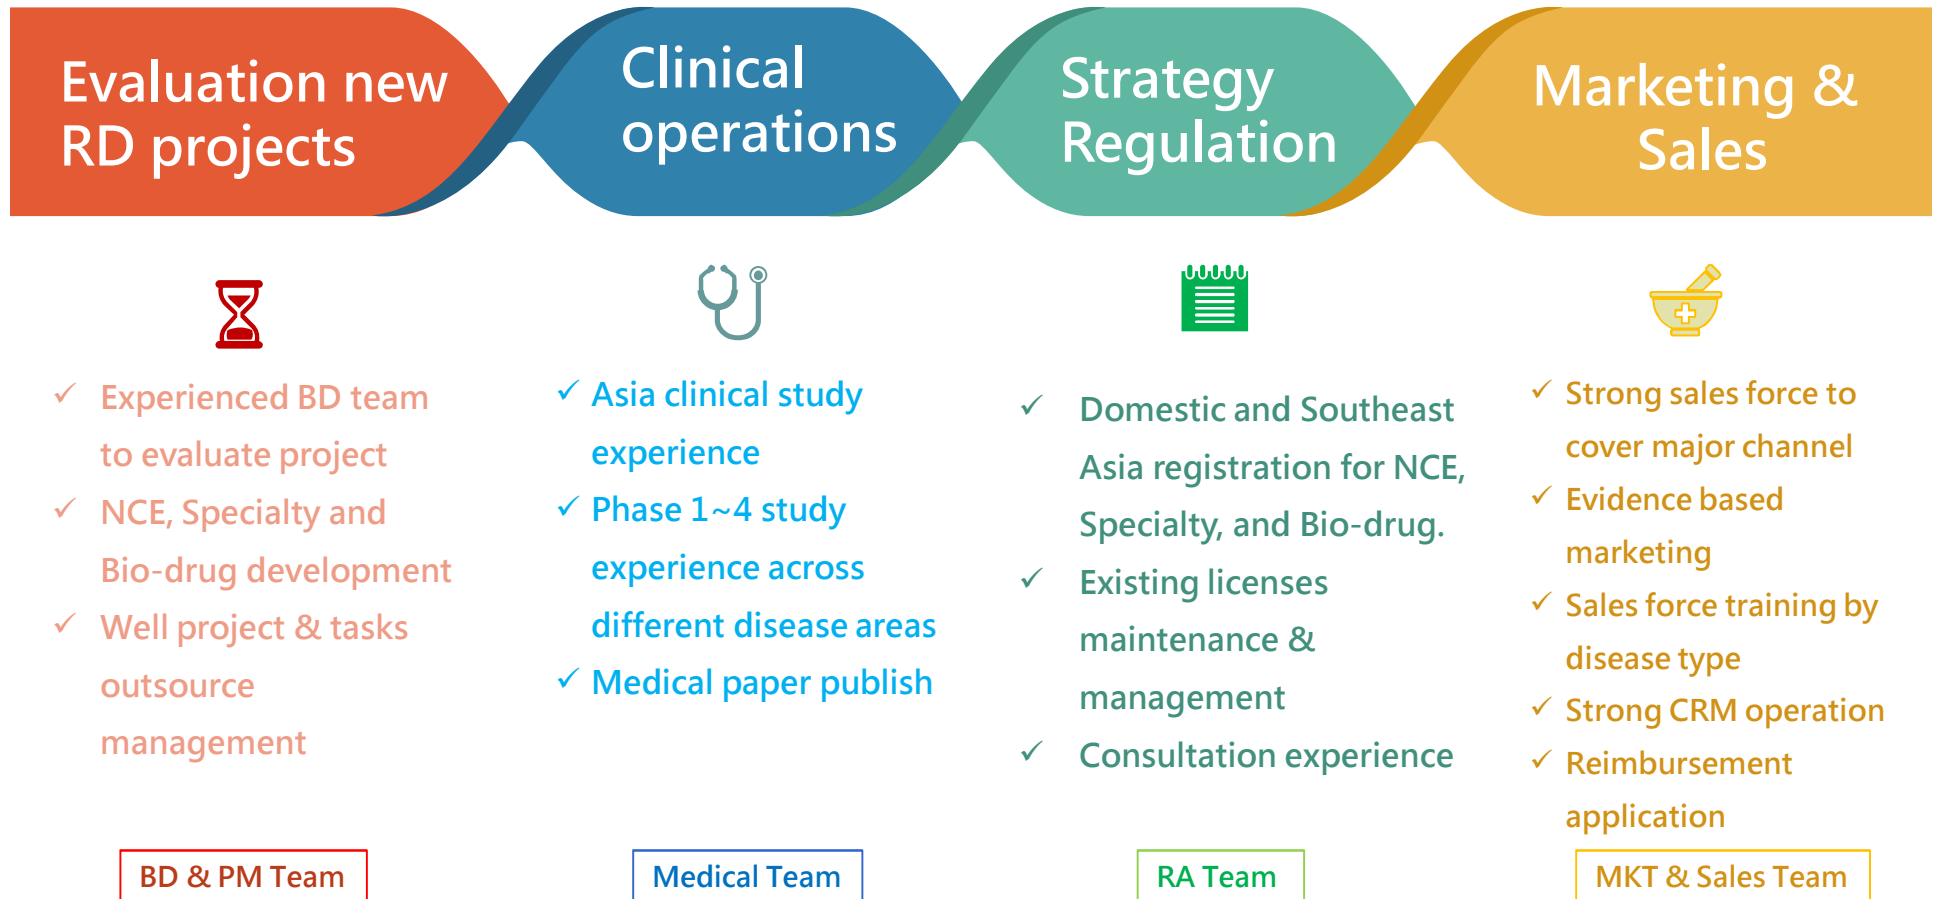 Evaluation new
RD projects
Clinical
operations
Strategy
Regulation
Marketing &
Sales
✓ Experienced BD team
to evaluate project
✓ NCE, Specialty and
Bio-drug development
✓ Well project & tasks
outsource
management
BD & PM Team
✓ Asia clinical study
experience
✓ Phase 1~4 study
experience across
different disease areas
✓ Medical paper publish
Medical Team
✓ Domestic and Southeast
Asia registration for NCE,
Specialty, and Bio-drug.
✓ Existing licenses
maintenance &
management
✓ Consultation experience
RA Team
✓ Strong sales force to
cover major channel
✓ Evidence based
marketing
✓ Sales force training by
disease type
✓ Strong CRM operation
✓ Reimbursement
application
MKT & Sales Team